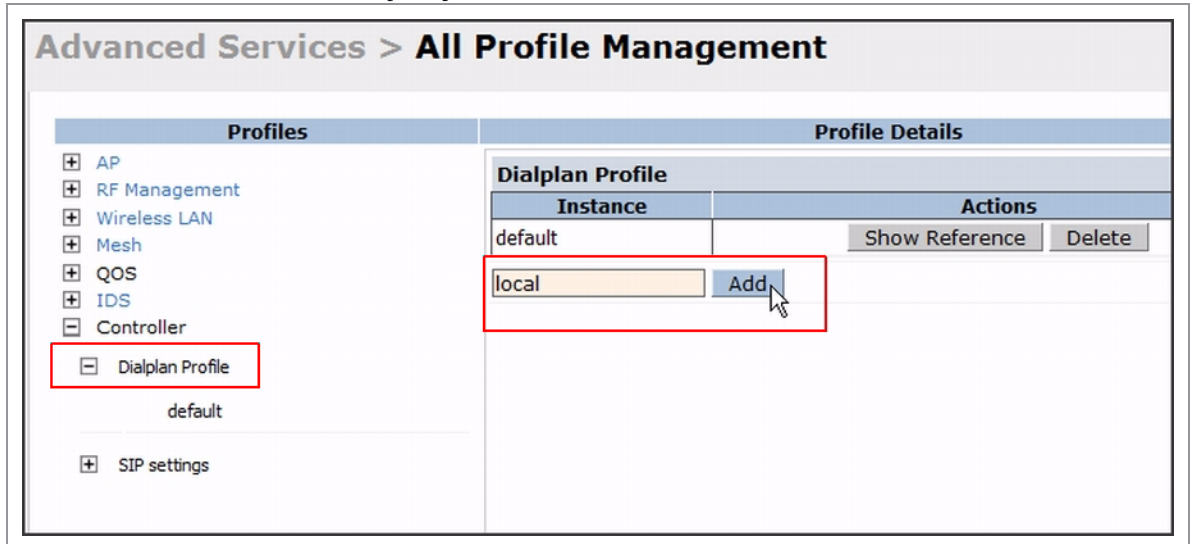 Advanced Services > All Profile Management
Profiles
Profile Details
AP
RF Management
Wireless LAN
Mesh
QOS
IDS
Controller
Dialplan Profile
default
SIP settings
Dialplan Profile
Instance Actions
default Show Reference Delete
local Add